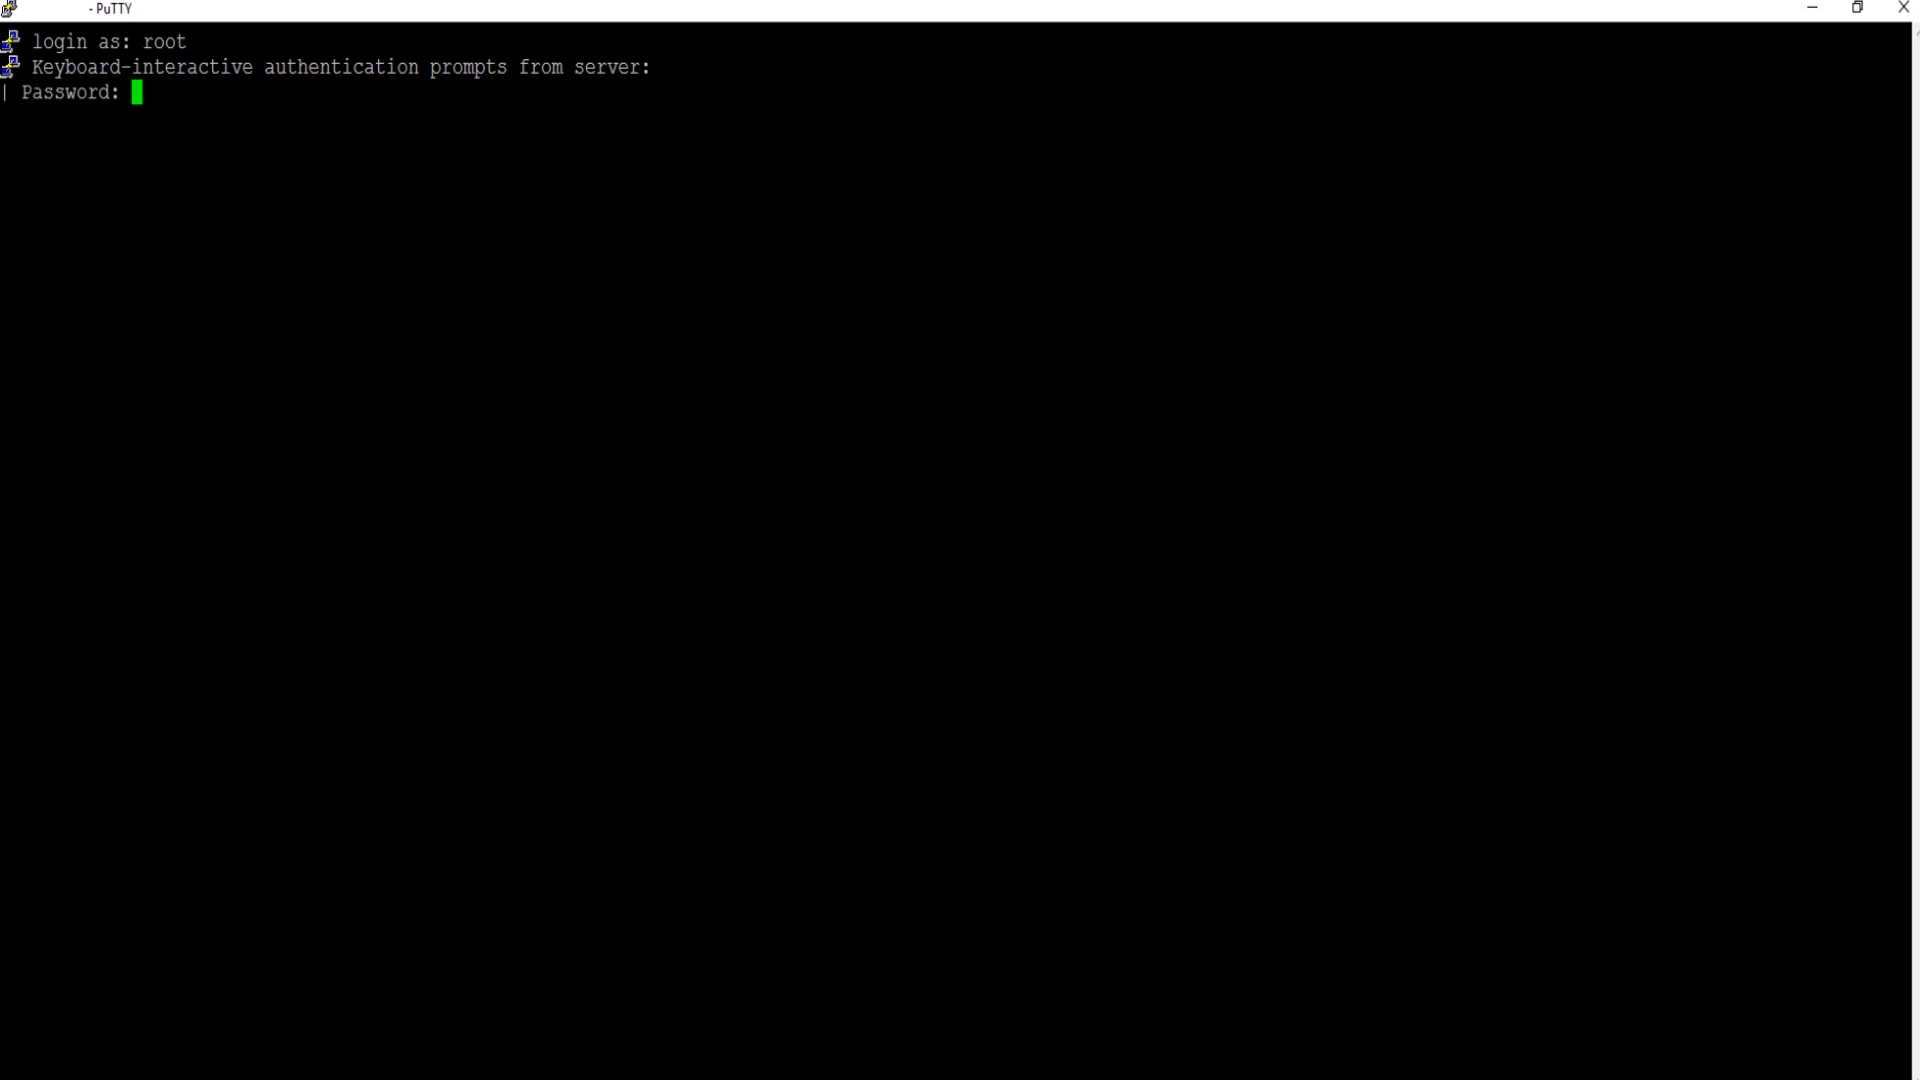 - PuTTY
login as: root
Keyboard-interactive authentication prompts from server:
| Password: